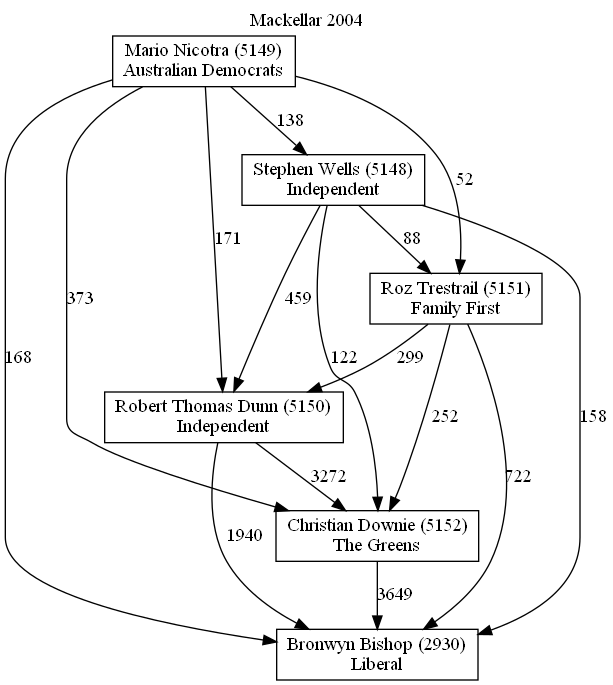 Mackellar 2004
Mario Nicotra (5149)
Australian Democrats
138
Stephen Wells (5148)
Independent
52
171
88
Roz Trestrail (5151)
Family First
373
459
168
122
299
Robert Thomas Dunn (5150)
Independent
252
158
3272
722
Christian Downie (5152)
The Greens
1940
3649
Bronwyn Bishop (2930)
Liberal